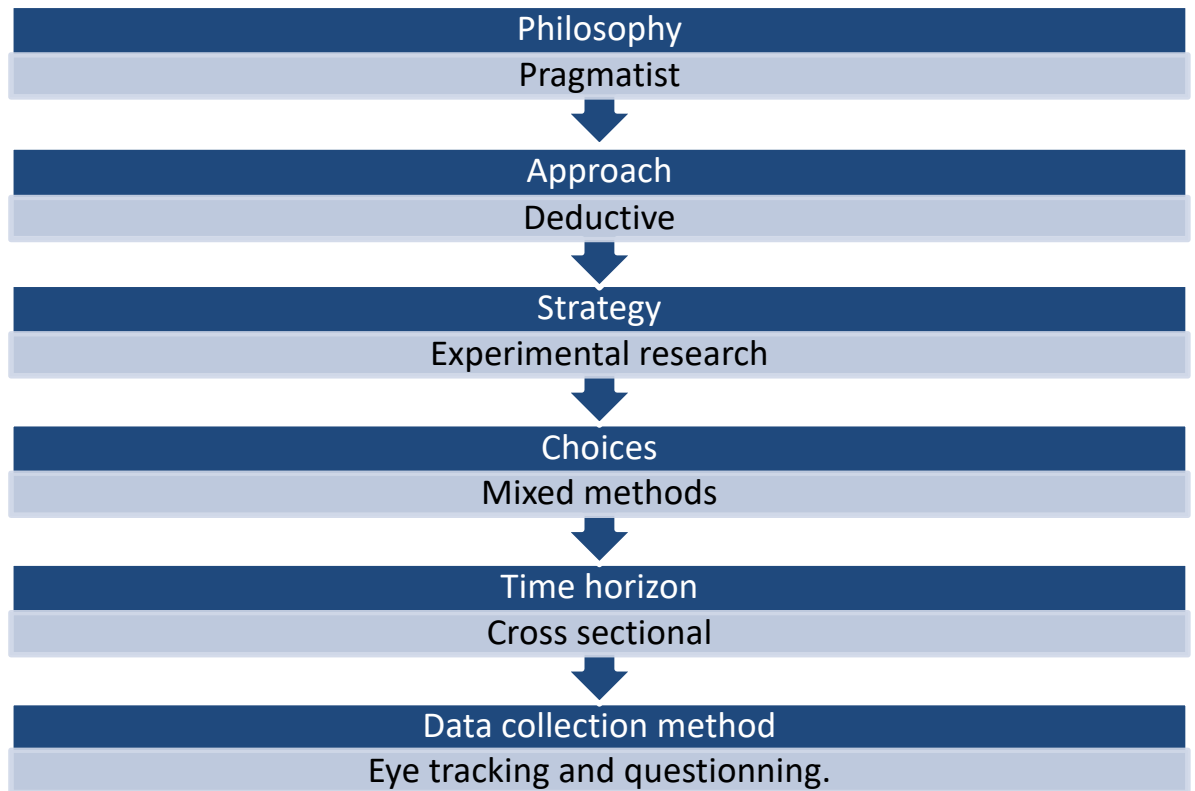 Philosophy
Pragmatist
Approach
Deductive
Strategy
Experimental research
Choices
Mixed methods
Time horizon
Cross sectional
Data collection method
Eye tracking and questionning.